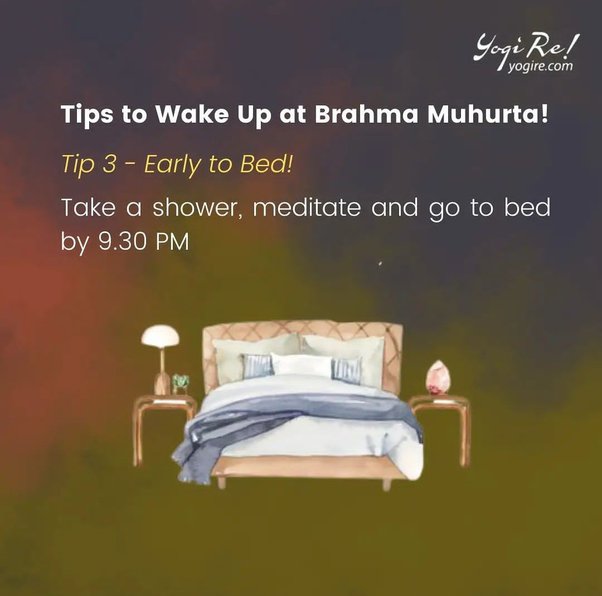 Yogi Re!
yogire.com
Tips to Wake Up at Brahma Muhurta!
Tip 3 - Early to Bed!
Take a shower, meditate and go to bed
by 9.30 PM